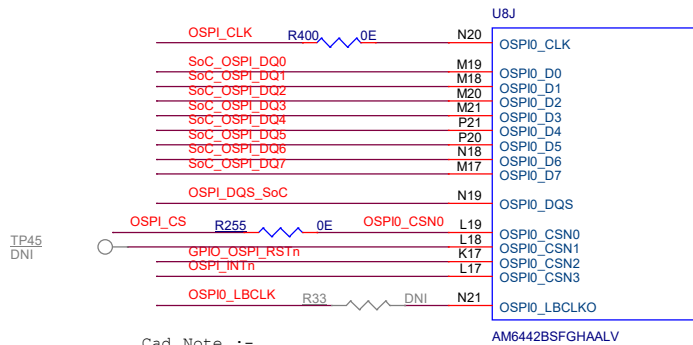 U8J
OSPI_CLK R400 0E N20 OSPI0_CLK
SoC_OSPI_DQ0 M19 OSPI0_D0
SoC_OSPI_DQ1 M18 OSPI0_D1
SoC_OSPI_DQ2 M20 OSPI0_D2
SoC_OSPI_DQ3 M21 OSPI0_D3
SoC_OSPI_DQ4 P21 OSPI0_D4
SoC_OSPI_DQ5 P20 OSPI0_D5
SoC_OSPI_DQ6 N18 OSPI0_D6
SoC_OSPI_DQ7 M17 OSPI0_D7
OSPI_DQS_SoC N19 OSPI0_DQS
OSPI_CS R255 0E OSPI0_CSN0 L19 OSPI0_CSN0
TP45 L18 OSPI0_CSN1
DNI
GPIO_OSPI_RSTn K17 OSPI0_CSN2
OSPI_INTn L17 OSPI0_CSN3
OSPI0_LBCLK R33 DNI N21 OSPI0_LBCLKO
Cad Note :-
AM6442BSFGHAALV